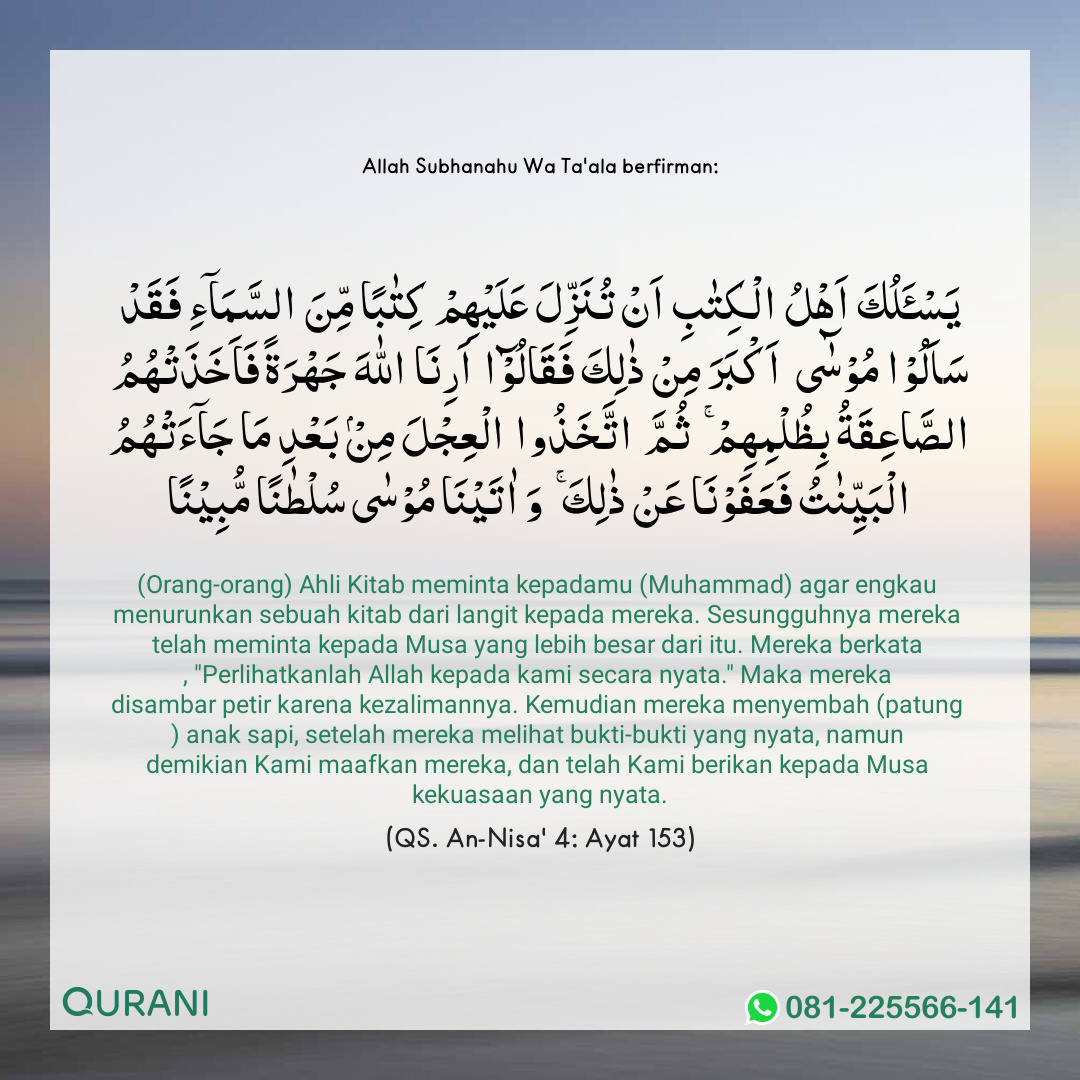 Allah Subhanahu Wa Ta'ala berfirman:
يَسْـَٔلُكَ اَهْلُ الْكِتٰبِ اَنْ تُنَزِّلَ عَلَيْهِمْ كِتٰبًا مِّنَ السَّمَآءِ فَقَدْ
سَاَلُوْا مُوْسٰٓى اَكْبَرَ مِنْ ذٰلِكَ فَقَالُوْۤا اَرِنَا اللّٰهَ جَهْرَةً فَاَخَذَتْهُمُ
الصَّاعِقَةُ بِظُلْمِهِمْ ۚ ثُمَّ اتَّخَذُوا الْعِجْلَ مِنْۢ بَعْدِ مَا جَآءَتْهُمُ
الْبَيِّنٰتُ فَعَفَوْنَا عَنْ ذٰلِكَ ۚ وَاٰتَيْنَا مُوْسٰى سُلْطٰنًا مُّبِيْنًا
(Orang-orang) Ahli Kitab meminta kepadamu (Muhammad) agar engkau
menurunkan sebuah kitab dari langit kepada mereka. Sesungguhnya mereka
telah meminta kepada Musa yang lebih besar dari itu. Mereka berkata
, "Perlihatkanlah Allah kepada kami secara nyata." Maka mereka
disambar petir karena kezalimannya. Kemudian mereka menyembah (patung
) anak sapi, setelah mereka melihat bukti-bukti yang nyata, namun
demikian Kami maafkan mereka, dan telah Kami berikan kepada Musa
kekuasaan yang nyata.
(QS. An-Nisa' 4: Ayat 153)
QURANI
081-225566-141